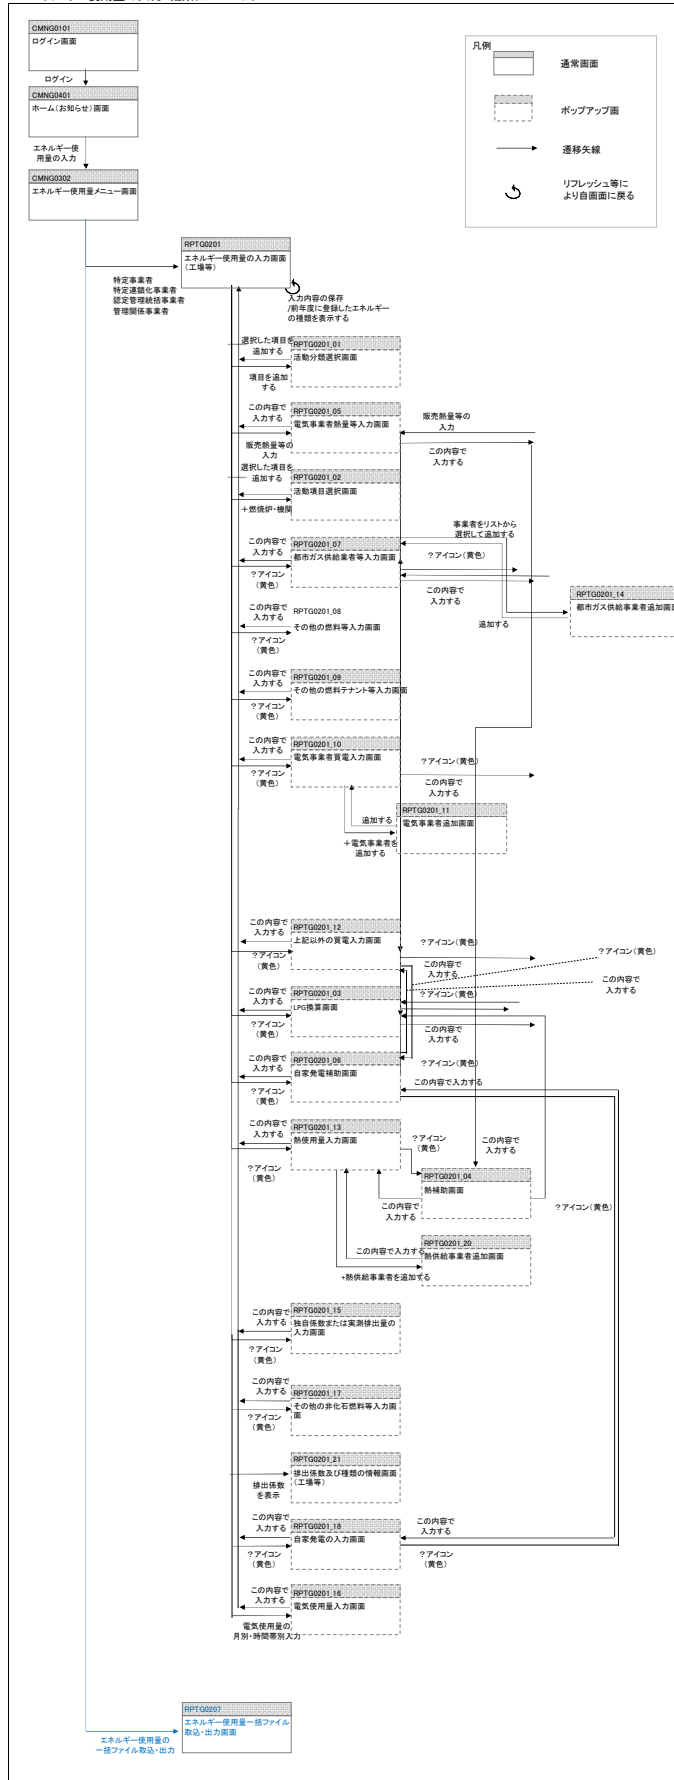 CMNG0101
ログイン画面
ログイン
CMNG0401
ホーム（お知らせ）画面
エネルギー使
用量の入力
CMNG0302
エネルギー使用量メニュー画面
凡例
通常画面
ポップアップ画
遷移矢線
リフレッシュ等に
より自画面に戻る
RPTG0201
エネルギー使用量の入力画面
（工場等）
特定事業者
特定連鎖化事業者
認定管理統括事業者
管理関係事業者
入力内容の保存
/前年度に登録したエネルギー
の種類を表示する
選択した項目を
追加する
RPTG0201_01
活動分類選択画面
項目を追加
する
この内容で
入力する
RPTG0201_05
電気事業者熱量等入力画面
販売熱量等の
入力
販売熱量等の
入力
この内容で
入力する
選択した項目を
追加する
RPTG0201_02
活動項目選択画面
＋燃焼炉・機関
事業者をリストから
選択して追加する
この内容で
入力する
RPTG0201_07
都市ガス供給業者等入力画面
？アイコン
（黄色）
？アイコン（黄色）
この内容で
入力する
RPTG0201_14
都市ガス供給事業者追加画面
追加する
この内容で
入力する
RPTG0201_08
その他の燃料等入力画面
？アイコン
（黄色）
この内容で
入力する
RPTG0201_09
その他の燃料テナント等入力画面
？アイコン
（黄色）
この内容で
入力する
RPTG0201_10
電気事業者買電入力画面
？アイコン
（黄色）
？アイコン（黄色）
この内容で
入力する
追加する
＋電気事業者を
追加する
RPTG0201_11
電気事業者追加画面
この内容で
入力する
RPTG0201_12
上記以外の買電入力画面
？アイコン
（黄色）
？アイコン（黄色）
この内容で
入力する
？アイコン（黄色）
この内容で
入力する
この内容で
入力する
RPTG0201_03
LPG換算画面
？アイコン
（黄色）
？アイコン（黄色）
この内容で
入力する
この内容で
入力する
RPTG0201_06
自家発電補助画面
？アイコン
（黄色）
？アイコン（黄色）
この内容で入力する
この内容で
入力する
RPTG0201_13
熱使用量入力画面
？アイコン
（黄色）
？アイコン
（黄色）
この内容で
入力する
RPTG0201_04
熱補助画面
この内容で
入力する
？アイコン（黄色）
この内容で入力する
+熱供給事業者を追加する
RPTG0201_20
熱供給事業者追加画面
この内容で
入力する
RPTG0201_15
独自係数または実測排出量の
入力画面
？アイコン
（黄色）
この内容で
入力する
RPTG0201_17
その他の非化石燃料等入力画
面
？アイコン
（黄色）
RPTG0201_21
排出係数及び種類の情報画面
（工場等）
排出係数
を表示
この内容で
入力する
RPTG0201_18
自家発電の入力画面
？アイコン
（黄色）
この内容で
入力する
？アイコン
（黄色）
この内容で
入力する
RPTG0201_16
電気使用量入力画面
電気使用量の
月別・時間帯別入力
RPTG0207
エネルギー使用量一括ファイル
取込・出力画面
エネルギー使用量の
一括ファイル取込・出力